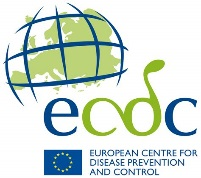 ecdc
EUROPEAN CENTRE FOR
DISEASE PREVENTION
AND CONTROL